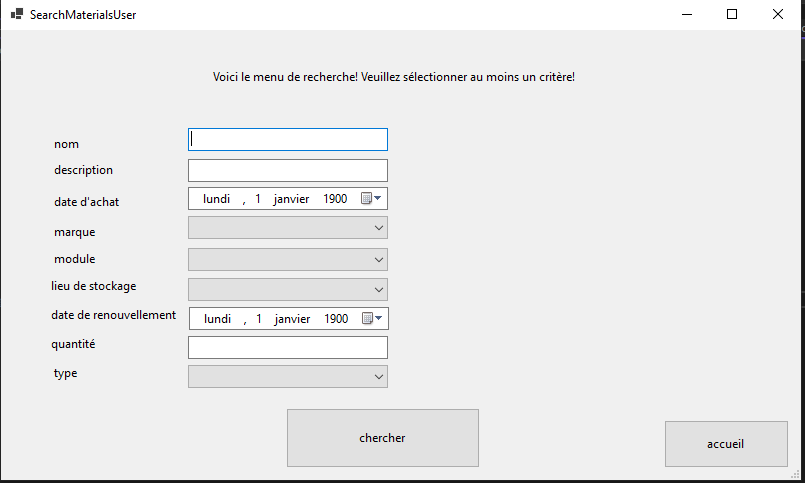 SearchMaterialsUser
Voici le menu de recherche! Veuillez sélectionner au moins un critère!
nom
description
date d'achat lundi , 1 janvier 1900
marque
module
lieu de stockage
date de renouvellement lundi , 1 janvier 1900
quantité
type
chercher
accueil